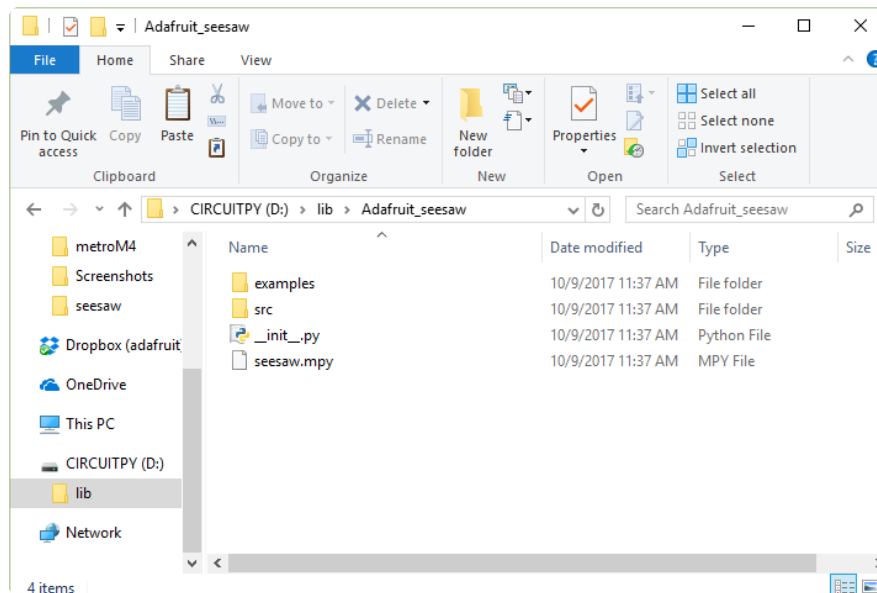 Adafruit_seesaw
File Home Share View
Pin to Quick access
Copy
Paste
Move to
Copy to
Delete
Rename
New folder
Properties
Select all
Select none
Invert selection
Clipboard Organize New Open Select
CIRCUITPY (D:) › lib › Adafruit_seesaw
Search Adafruit_seesaw
metroM4
Screenshots
seesaw
Dropbox (adafruit
OneDrive
This PC
CIRCUITPY (D:)
lib
Network
Name Date modified Type Size
examples 10/9/2017 11:37 AM File folder
src 10/9/2017 11:37 AM File folder
__init__.py 10/9/2017 11:37 AM Python File
seesaw.mpy 10/9/2017 11:37 AM MPY File
4 items